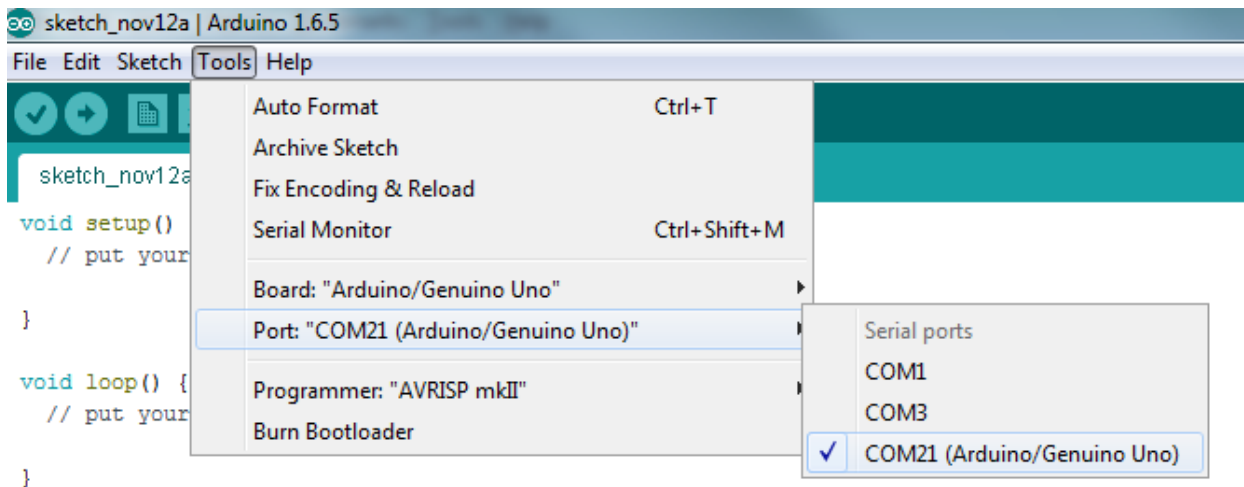 sketch_nov12a | Arduino 1.6.5
File Edit Sketch Tools Help
Auto Format Ctrl+T
Archive Sketch
Fix Encoding & Reload
Serial Monitor Ctrl+Shift+M
Board: "Arduino/Genuino Uno"
Port: "COM21 (Arduino/Genuino Uno)"
Programmer: "AVRISP mkII"
Burn Bootloader
Serial ports
COM1
COM3
COM21 (Arduino/Genuino Uno)
sketch_nov12a
void setup()
// put your
}
void loop() {
// put your
}